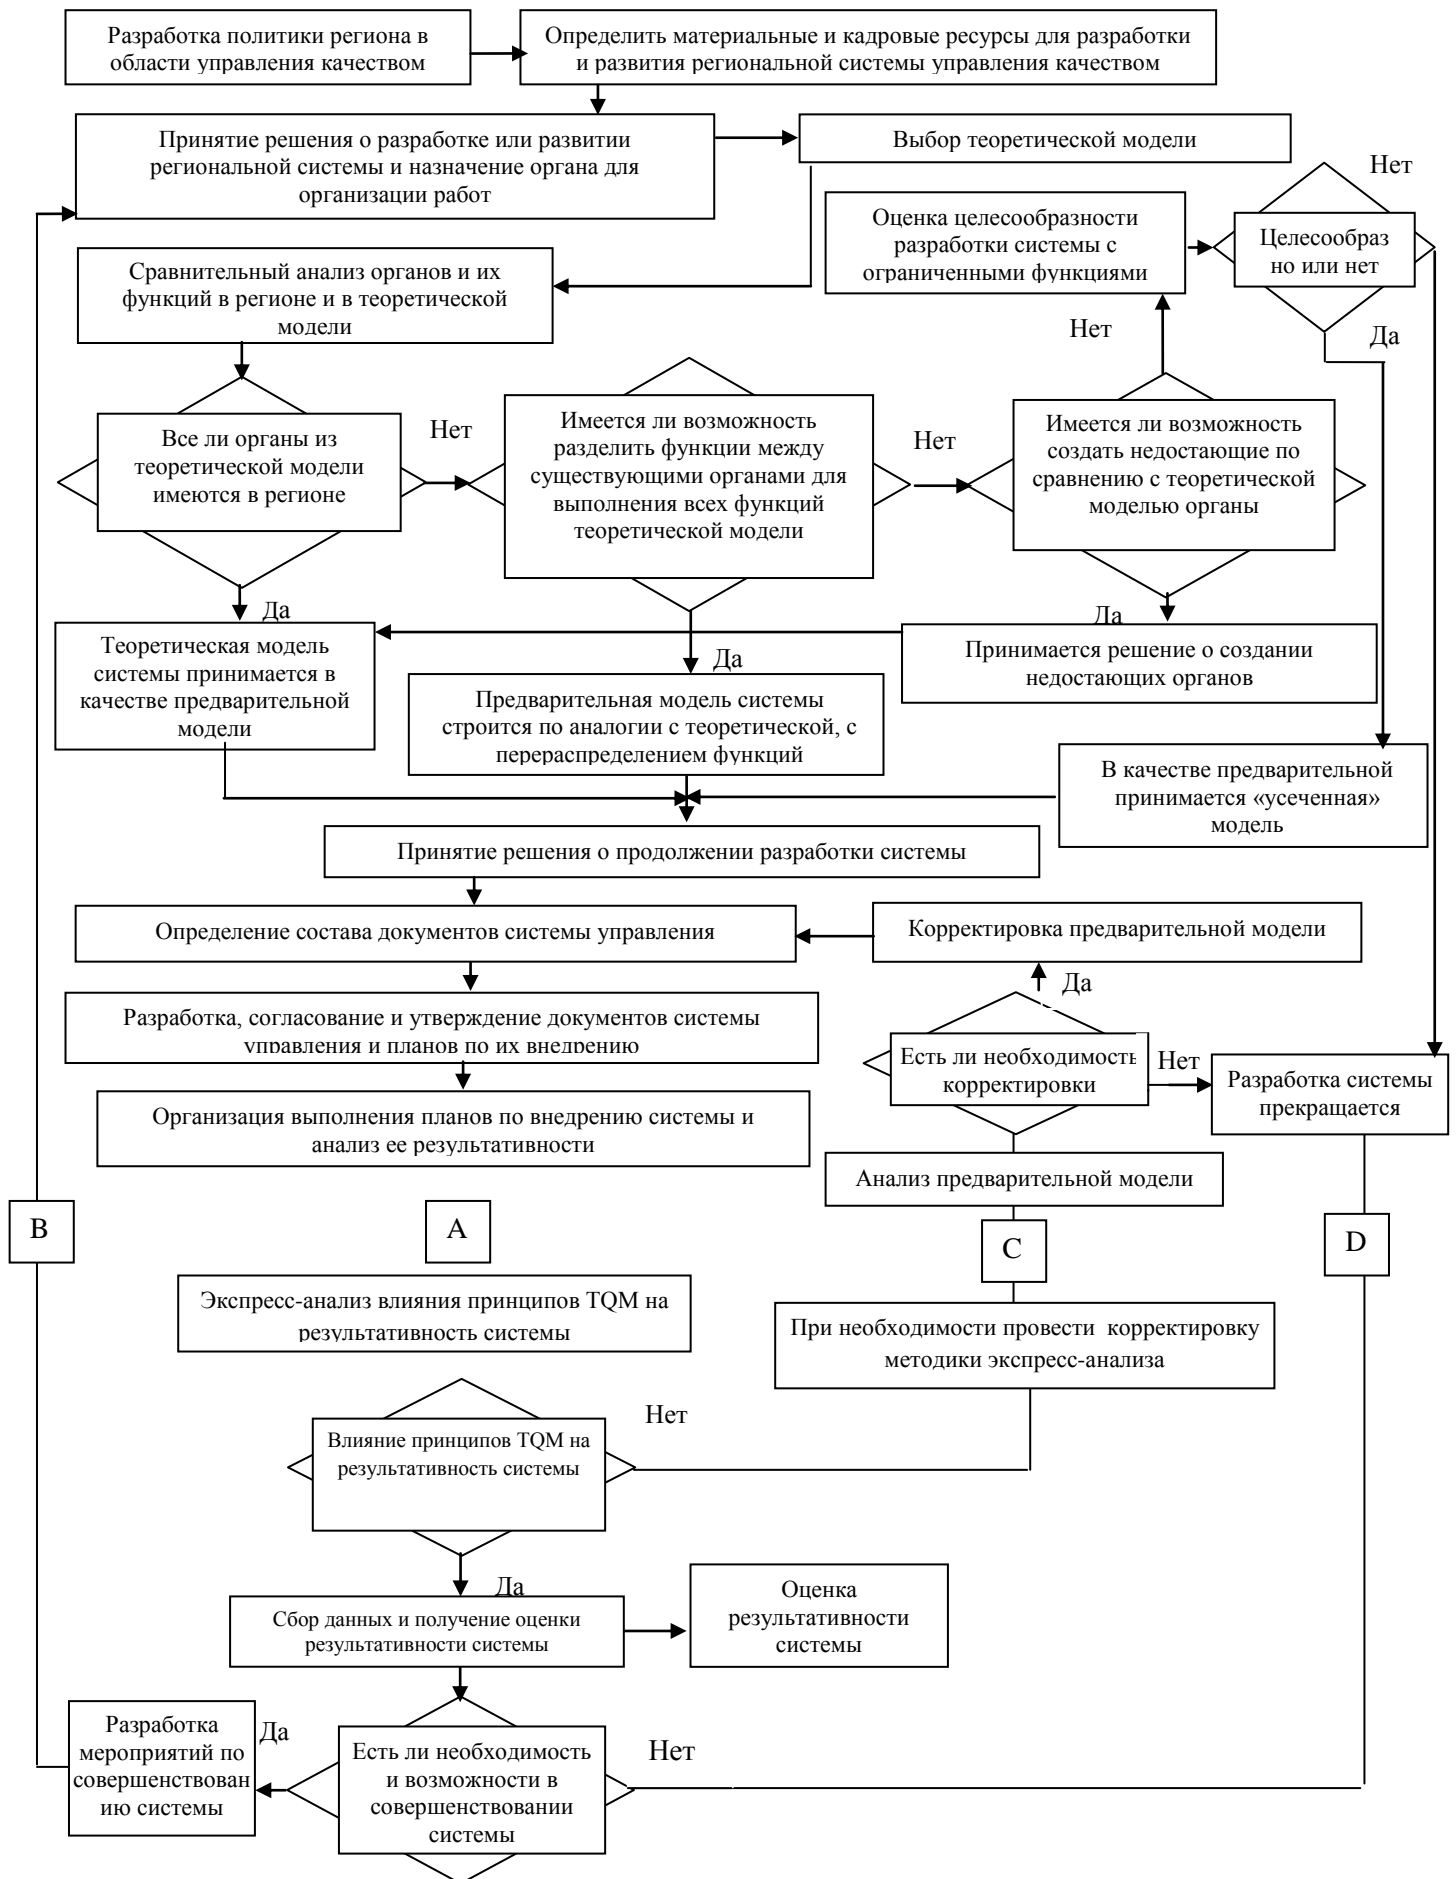 Разработка политики региона в
области управления качеством
Определить материальные и кадровые ресурсы для разработки
и развития региональной системы управления качеством
Принятие решения о разработке или развитии
региональной системы и назначение органа для
организации работ
Выбор теоретической модели
Нет
Оценка целесообразности
разработки системы с
ограниченными функциями
Целесообраз
но или нет
Сравнительный анализ органов и их
функций в регионе и в теоретической
модели
Нет
Да
Все ли органы из
теоретической модели
имеются в регионе
Нет
Имеется ли возможность
разделить функции между
существующими органами для
выполнения всех функций
теоретической модели
Нет
Имеется ли возможность
создать недостающие по
сравнению с теоретической
моделью органы
Да
Да
Да
Теоретическая модель
системы принимается в
качестве предварительной
модели
Предварительная модель системы
строится по аналогии с теоретической, с
перераспределением функций
Принимается решение о создании
недостающих органов
В качестве предварительной
принимается «усеченная»
модель
Принятие решения о продолжении разработки системы
Определение состава документов системы управления
Корректировка предварительной модели
Да
Разработка, согласование и утверждение документов системы
управления и планов по их внедрению
Есть ли необходимость
корректировки
Нет
Разработка системы
прекращается
Организация выполнения планов по внедрению системы и
анализ ее результативности
Анализ предварительной модели
B
A
C
D
Экспресс-анализ влияния принципов TQM на
результативность системы
При необходимости провести корректировку
методики экспресс-анализа
Нет
Влияние принципов TQM на
результативность системы
Да
Сбор данных и получение оценки
результативности системы
Оценка
результативности
системы
Разработка
мероприятий по
совершенствован
ию системы
Да
Есть ли необходимость
и возможности в
совершенствовании
системы
Нет